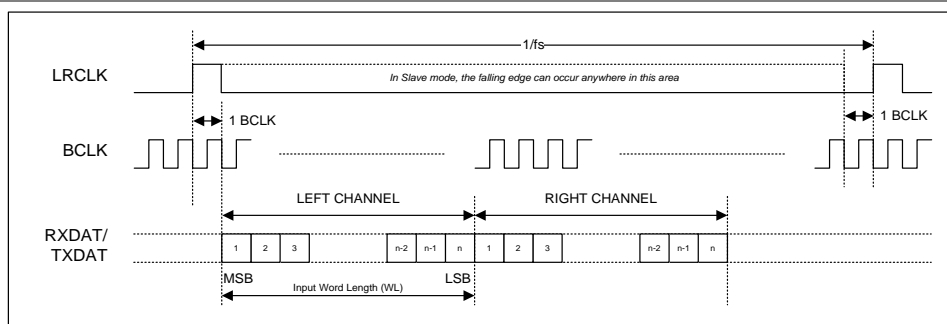 1/fs
LRCLK
In Slave mode, the falling edge can occur anywhere in this area
1 BCLK
1 BCLK
BCLK
LEFT CHANNEL
RIGHT CHANNEL
RXDAT/
TXDAT
1 2 3 n-2 n-1 n 1 2 3 n-2 n-1 n
MSB
LSB
Input Word Length (WL)